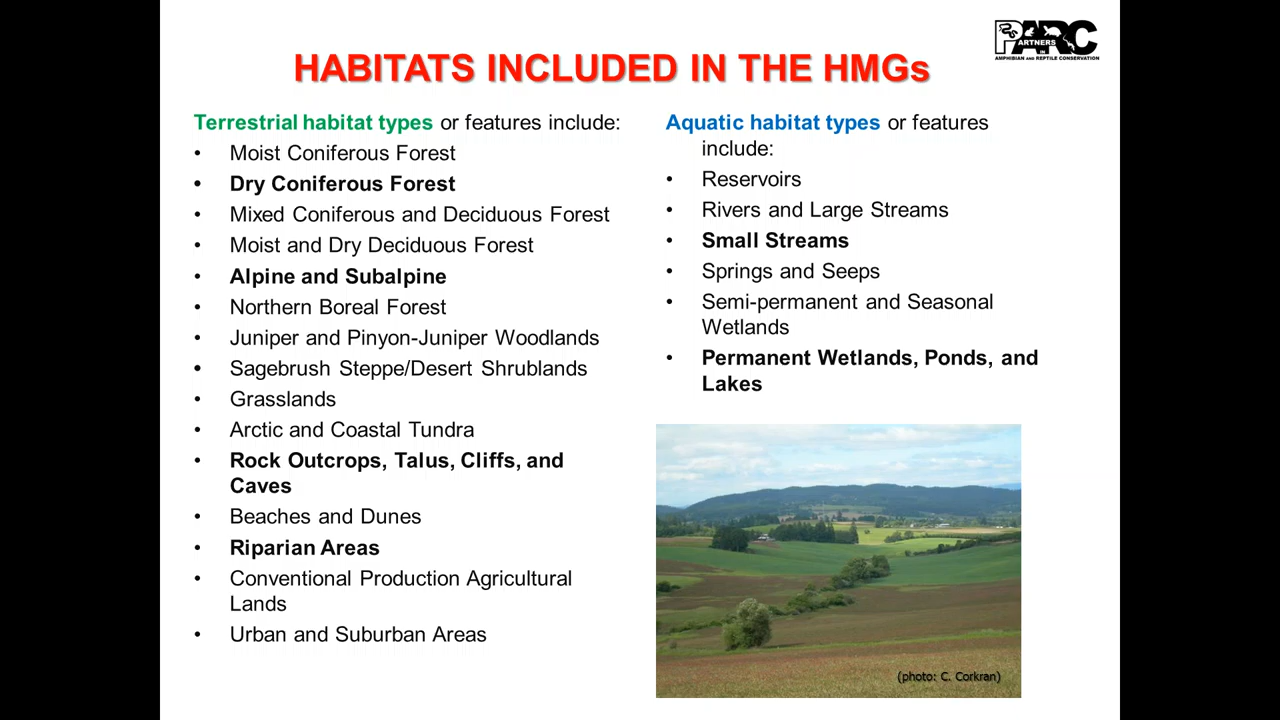 HABITATS INCLUDED IN THE HMGs
PARC
PARTNERS
IN
AMPHIBIAN AND REPTILE CONSERVATION
Terrestrial habitat types or features include:
• Moist Coniferous Forest
• Dry Coniferous Forest
• Mixed Coniferous and Deciduous Forest
• Moist and Dry Deciduous Forest
• Alpine and Subalpine
• Northern Boreal Forest
• Juniper and Pinyon-Juniper Woodlands
• Sagebrush Steppe/Desert Shrublands
• Grasslands
• Arctic and Coastal Tundra
• Rock Outcrops, Talus, Cliffs, and
Caves
• Beaches and Dunes
• Riparian Areas
• Conventional Production Agricultural
Lands
• Urban and Suburban Areas
Aquatic habitat types or features
include:
• Reservoirs
• Rivers and Large Streams
• Small Streams
• Springs and Seeps
• Semi-permanent and Seasonal
Wetlands
• Permanent Wetlands, Ponds, and
Lakes
(photo: C. Corkran)